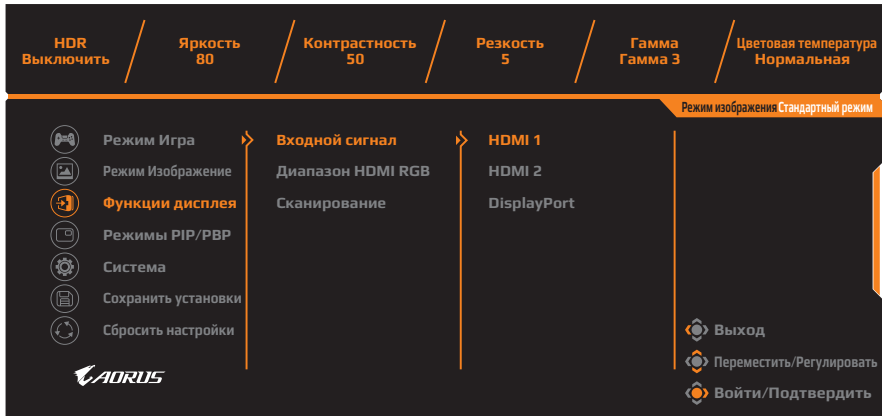 HDR
Выключить
Яркость
80
Контрастность
50
Резкость
5
Гамма
Гамма 3
Цветовая температура
Нормальная
Режим изображения Стандартный режим
Режим Игра
Режим Изображение
Функции дисплея
Режимы PIP/PBP
Система
Сохранить установки
Сбросить настройки
Входной сигнал
Диапазон HDMI RGB
Сканирование
HDMI 1
HDMI 2
DisplayPort
Выход
Переместить/Регулировать
Войти/Подтвердить
AORUS